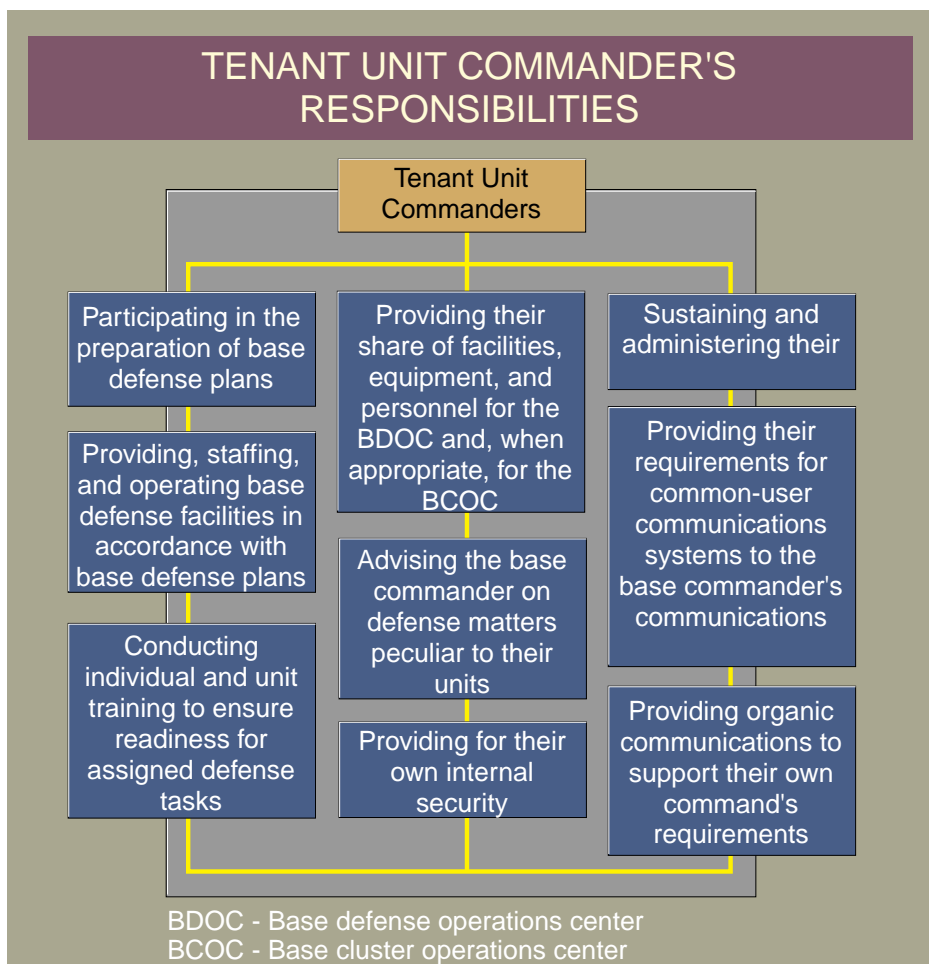 TENANT UNIT COMMANDER'S
RESPONSIBILITIES
Tenant Unit
Commanders
Participating in the
preparation of base
defense plans
Providing, staffing,
and operating base
defense facilities in
accordance with
base defense plans
Conducting
individual and unit
training to ensure
readiness for
assigned defense
tasks
Providing their
share of facilities,
equipment, and
personnel for the
BDOC and, when
appropriate, for the
BCOC
Advising the base
commander on
defense matters
peculiar to their
units
Providing for their
own internal
security
Sustaining and
administering their
Providing their
requirements for
common-user
communications
systems to the
base commander's
communications
Providing organic
communications to
support their own
command's
requirements
BDOC - Base defense operations center
BCOC - Base cluster operations center